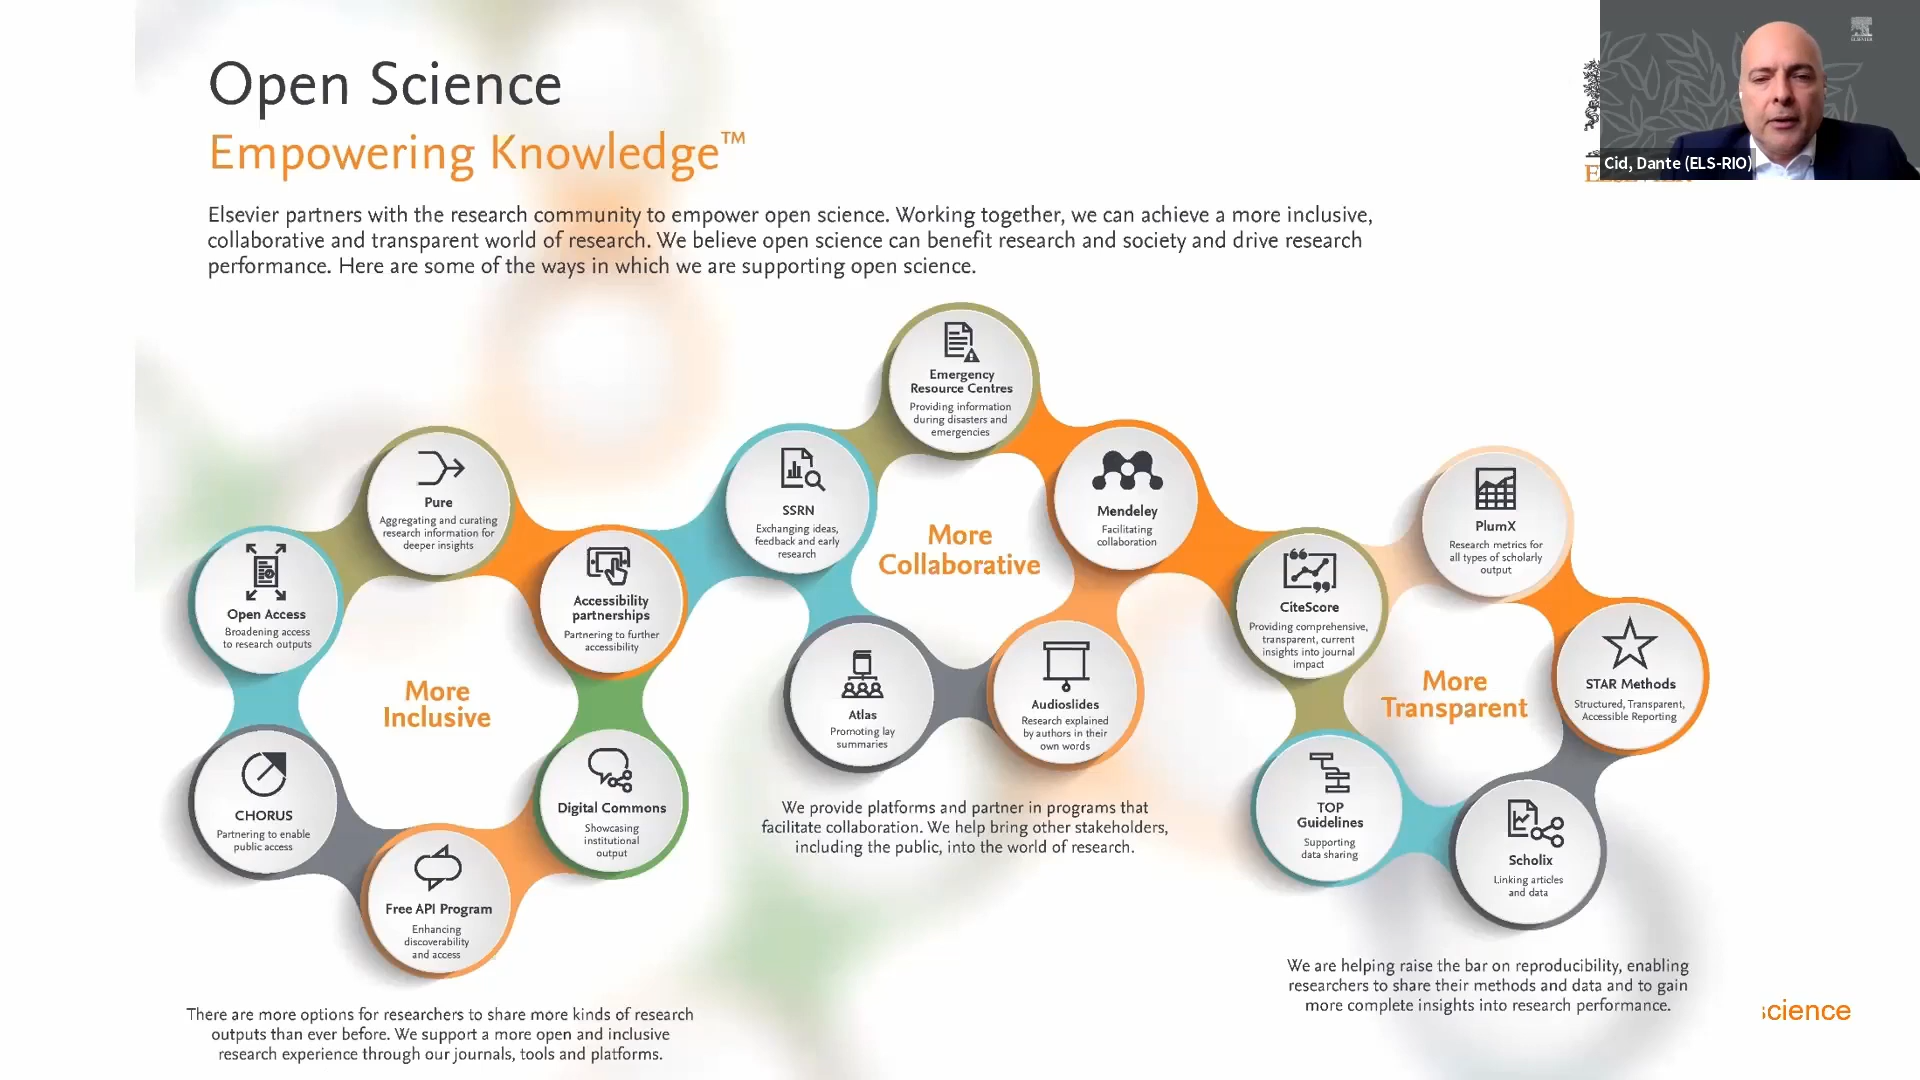 Open Science
Empowering Knowledge™
Elsevier partners with the research community to empower open science. Working together, we can achieve a more inclusive,
collaborative and transparent world of research. We believe open science can benefit research and society and drive research
performance. Here are some of the ways in which we are supporting open science.
Cid, Dante (ELS-RIO)
Pure
Aggregating and curating
research information for
deeper insights
Open Access
Broadening access
to research outputs
Accessibility
partnerships
Partnering to further
accessibility
More
Inclusive
CHORUS
Partnering to enable
public access
Digital Commons
Showcasing
institutional
output
Free API Program
Enhancing
discoverability
and access
There are more options for researchers to share more kinds of research
outputs than ever before. We support a more open and inclusive
research experience through our journals, tools and platforms.
Emergency
Resource Centres
Providing information
during disasters and
emergencies
SSRN
Exchanging ideas,
feedback and early
research
Mendeley
Facilitating
collaboration
More
Collaborative
Atlas
Promoting lay
summaries
Audioslides
Research explained
by authors in their
own words
We provide platforms and partner in programs that
facilitate collaboration. We help bring other stakeholders,
including the public, into the world of research.
PlumX
Research metrics for
all types of scholarly
output
CiteScore
Providing comprehensive,
transparent, current
insights into journal
impact
STAR Methods
Structured, Transparent,
Accessible Reporting
More
Transparent
TOP
Guidelines
Supporting
data sharing
Scholix
Linking articles
and data
We are helping raise the bar on reproducibility, enabling
researchers to share their methods and data and to gain
more complete insights into research performance.
science